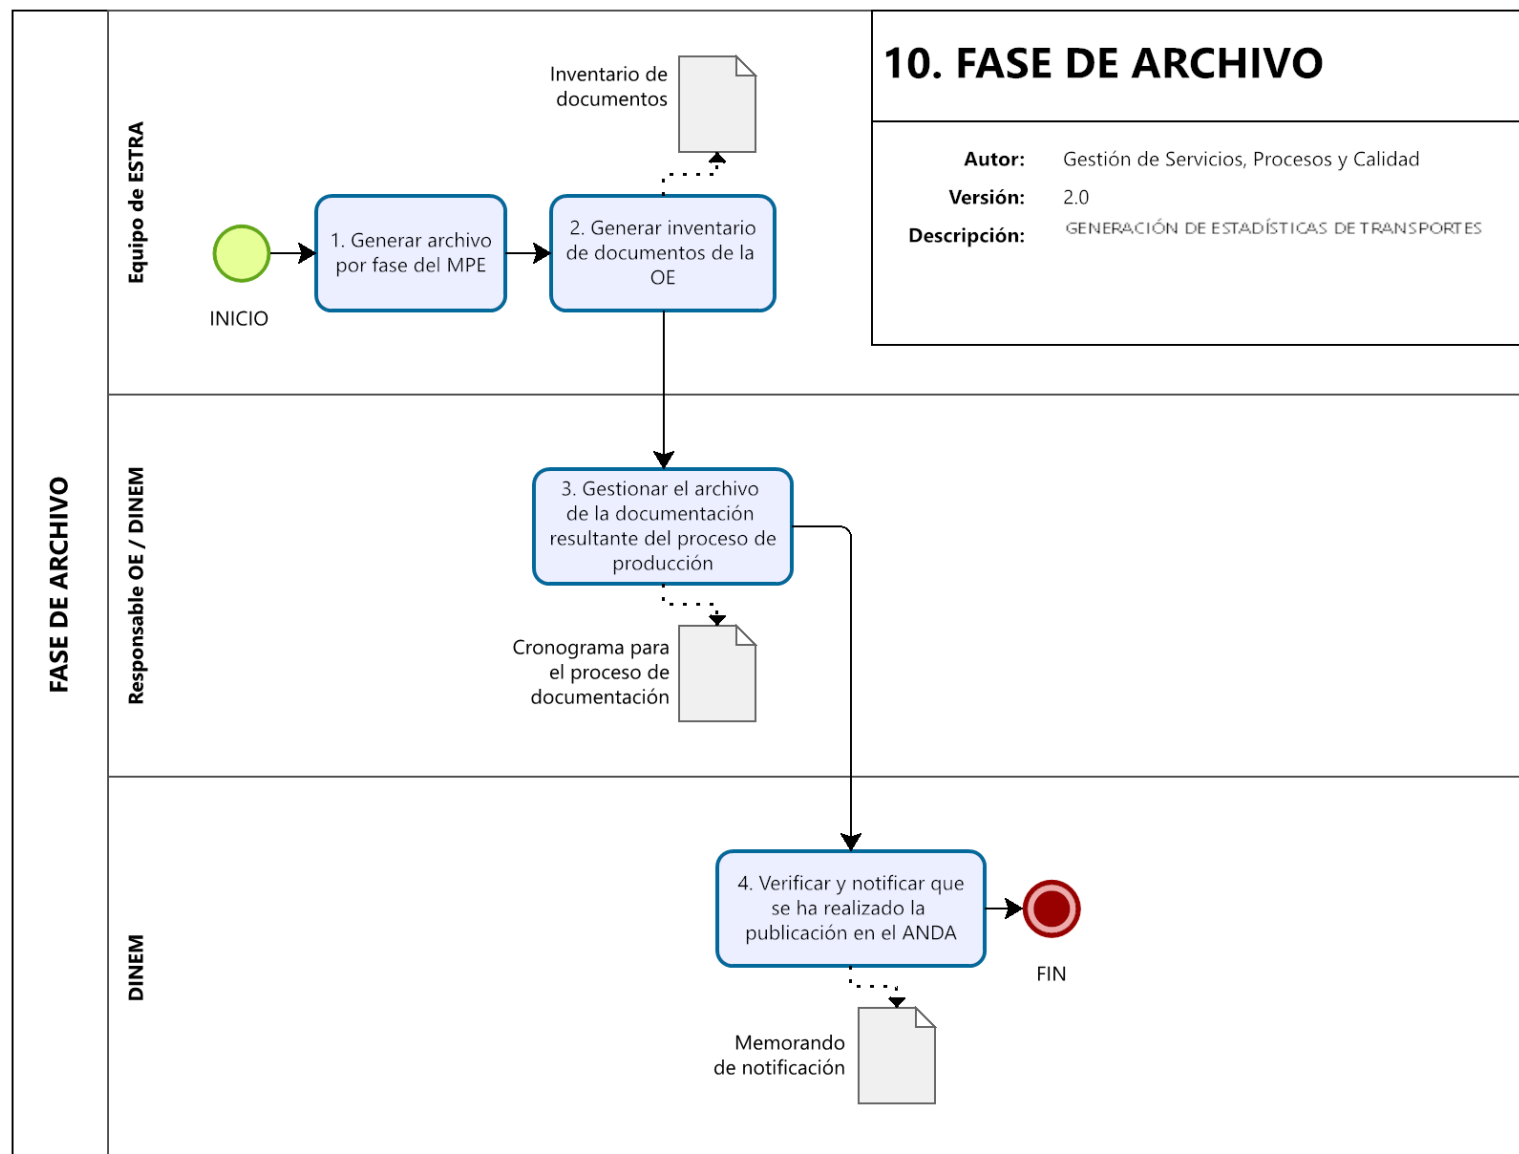 10. FASE DE ARCHIVO
Autor: Gestión de Servicios, Procesos y Calidad
Versión: 2.0
Descripción: GENERACIÓN DE ESTADÍSTICAS DE TRANSPORTES
FASE DE ARCHIVO
Equipo de ESTRA
Inventario de
documentos
INICIO
1. Generar archivo
por fase del MPE
2. Generar inventario
de documentos de la
OE
Responsable OE / DINEM
3. Gestionar el archivo
de la documentación
resultante del proceso de
producción
Cronograma para
el proceso de
documentación
DINEM
4. Verificar y notificar que
se ha realizado la
publicación en el ANDA
FIN
Memorando
de notificación